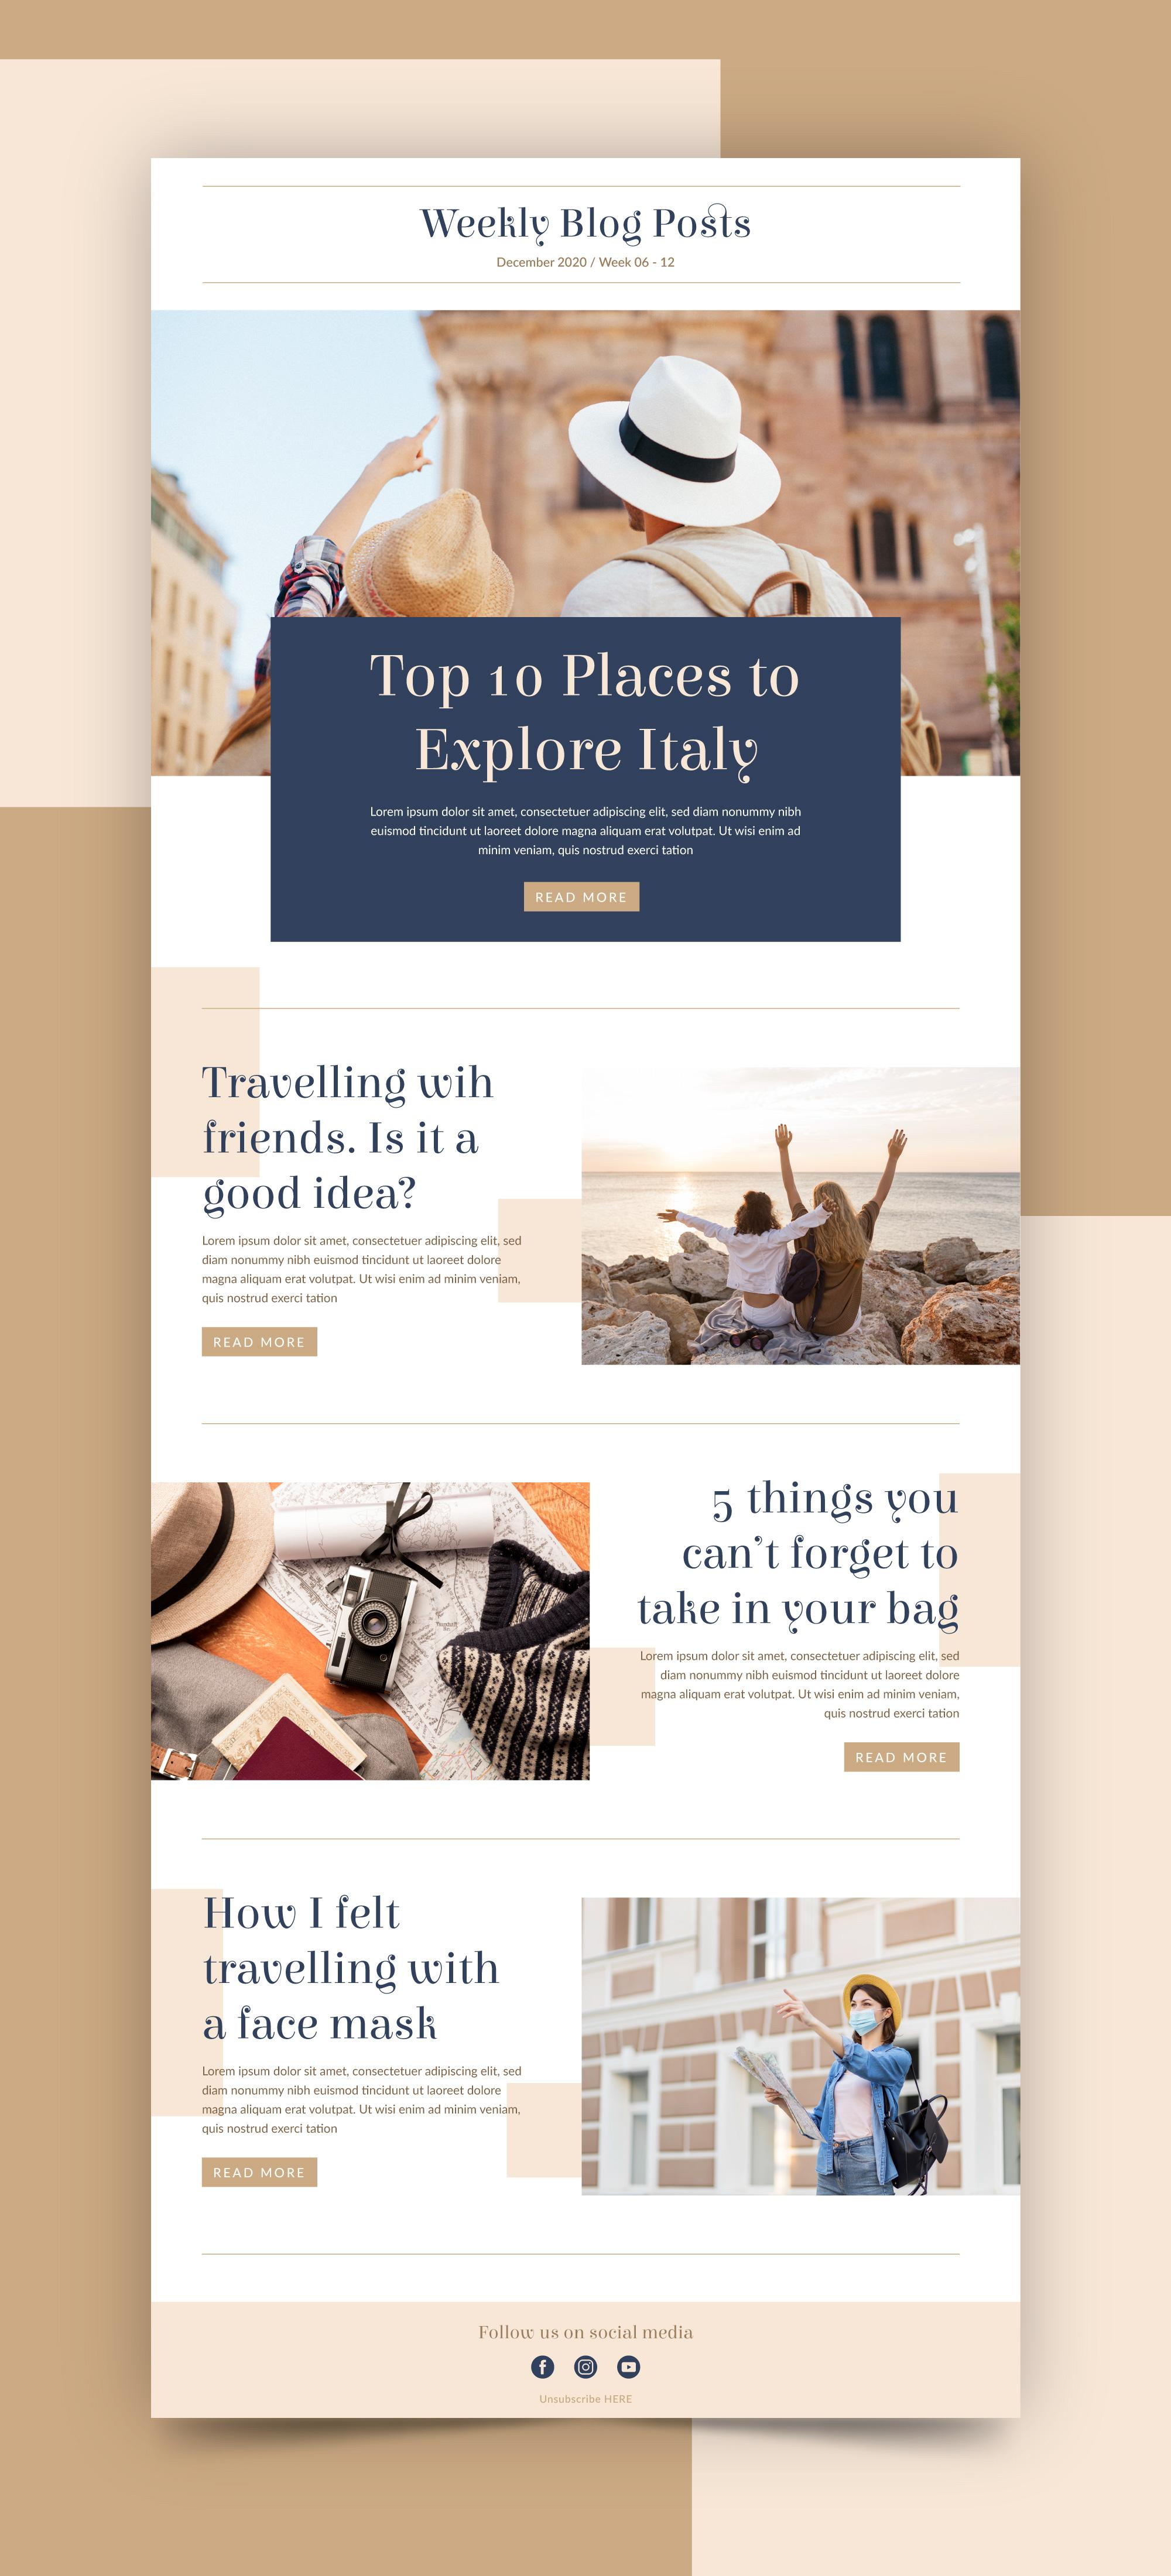 Weekly Blog Posts
December 2020 / Week 06 - 12
Top 10 Places to
Explore Italy
Lorem ipsum dolor sit amet, consectetuer adipiscing elit, sed diam nonummy nibh
euismod tincidunt ut laoreet dolore magna aliquam erat volutpat. Ut wisi enim ad
minim veniam, quis nostrud exerci tation
READ MORE
Travelling wih
friends. Is it a
good idea?
Lorem ipsum dolor sit amet, consectetuer adipiscing elit, sed
diam nonummy nibh euismod tincidunt ut laoreet dolore
magna aliquam erat volutpat. Ut wisi enim ad minim veniam,
quis nostrud exerci tation
READ MORE
5 things you
can't forget to
take in your bag
Lorem ipsum dolor sit amet, consectetuer adipiscing elit, sed
diam nonummy nibh euismod tincidunt ut laoreet dolore
magna aliquam erat volutpat. Ut wisi enim ad minim veniam,
quis nostrud exerci tation
READ MORE
How I felt
travelling with
a face mask
Lorem ipsum dolor sit amet, consectetuer adipiscing elit, sed
diam nonummy nibh euismod tincidunt ut laoreet dolore
magna aliquam erat volutpat. Ut wisi enim ad minim veniam,
quis nostrud exerci tation
READ MORE
Follow us on social media
Unsubscribe HERE